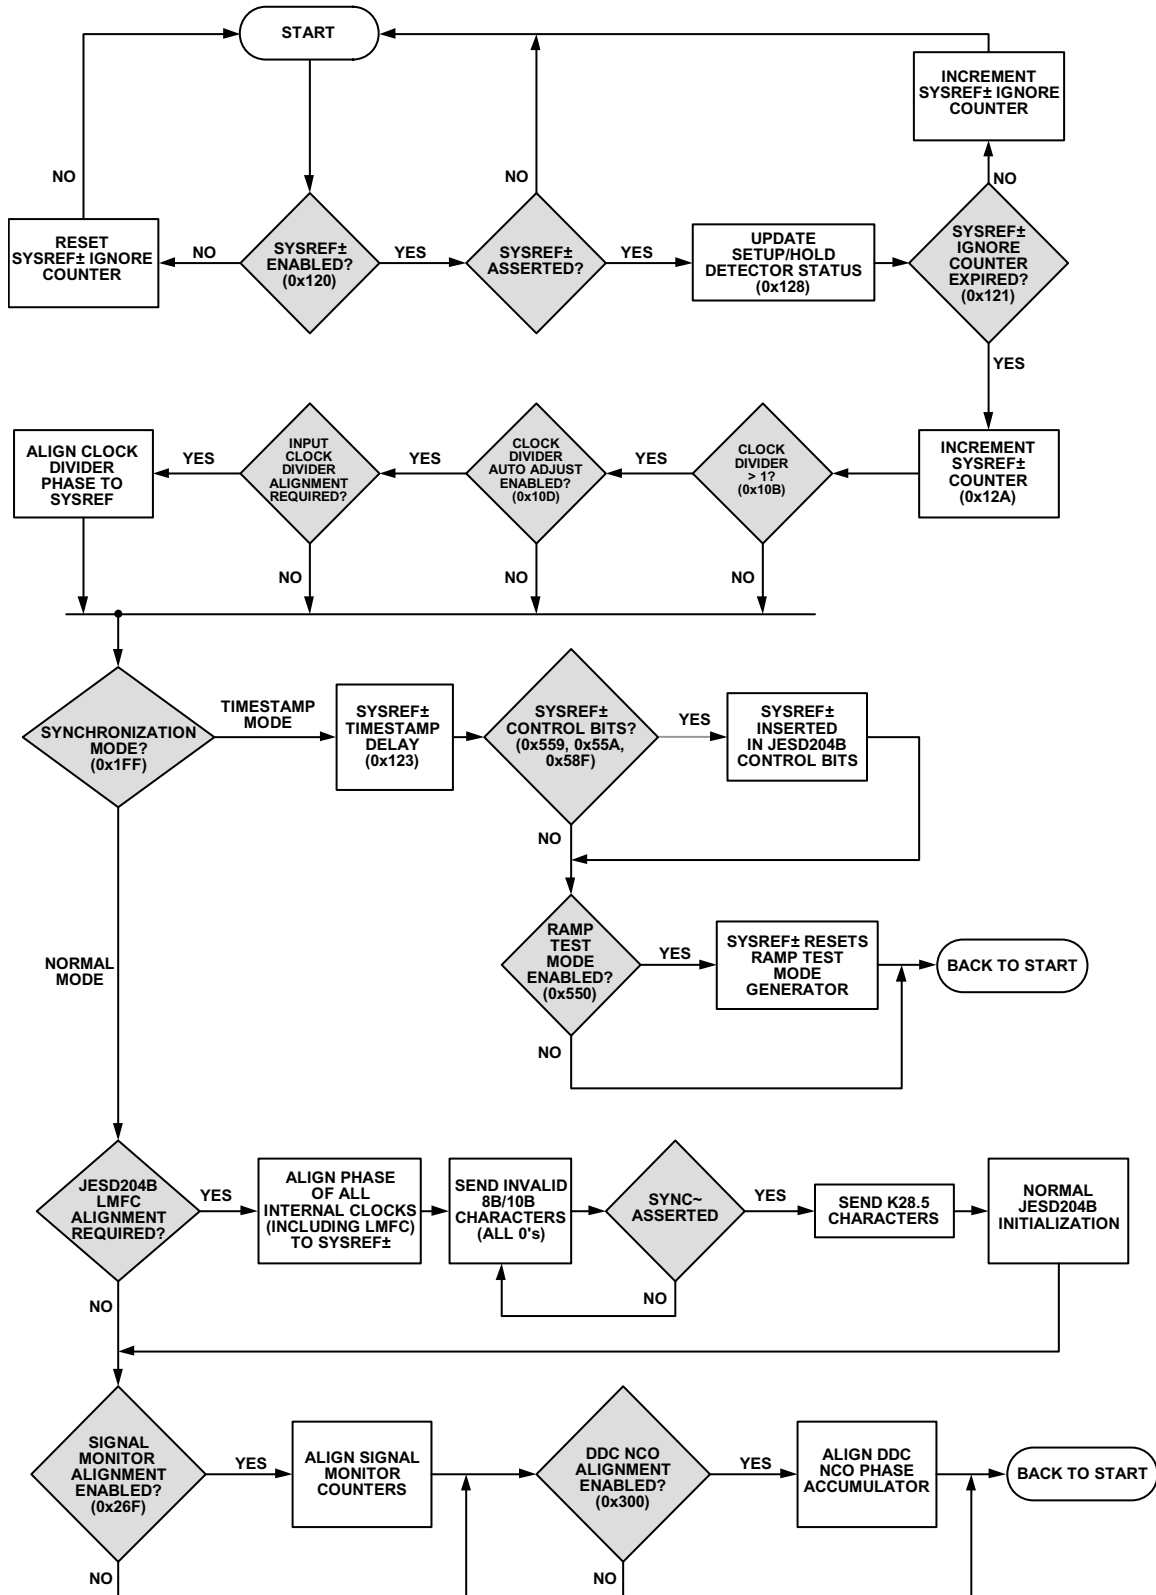 START
INCREMENT
SYSREF± IGNORE
COUNTER
NO
NO
NO
RESET
SYSREF± IGNORE
COUNTER
NO
SYSREF±
ENABLED?
(0x120)
YES
SYSREF±
ASSERTED?
YES
UPDATE
SETUP/HOLD
DETECTOR STATUS
(0x128)
SYSREF±
IGNORE
COUNTER
EXPIRED?
(0x121)
YES
ALIGN CLOCK
DIVIDER
PHASE TO
SYSREF
YES
INPUT
CLOCK
DIVIDER
ALIGNMENT
REQUIRED?
YES
CLOCK
DIVIDER
AUTO ADJUST
ENABLED?
(0x10D)
YES
CLOCK
DIVIDER
> 1?
(0x10B)
INCREMENT
SYSREF±
COUNTER
(0x12A)
NO
NO
NO
SYNCHRONIZATION
MODE?
(0x1FF)
TIMESTAMP
MODE
SYSREF±
TIMESTAMP
DELAY
(0x123)
SYSREF±
CONTROL BITS?
(0x559, 0x55A,
0x58F)
YES
SYSREF±
INSERTED
IN JESD204B
CONTROL BITS
NO
NORMAL
MODE
RAMP
TEST
MODE
ENABLED?
(0x550)
YES
SYSREF± RESETS
RAMP TEST
MODE
GENERATOR
BACK TO START
NO
JESD204B
LMFC
ALIGNMENT
REQUIRED?
YES
ALIGN PHASE
OF ALL
INTERNAL CLOCKS
(INCLUDING LMFC)
TO SYSREF±
SEND INVALID
8B/10B
CHARACTERS
(ALL 0's)
SYNC~
ASSERTED
YES
SEND K28.5
CHARACTERS
NORMAL
JESD204B
INITIALIZATION
NO
NO
SIGNAL
MONITOR
ALIGNMENT
ENABLED?
(0x26F)
YES
ALIGN SIGNAL
MONITOR
COUNTERS
DDC NCO
ALIGNMENT
ENABLED?
(0x300)
YES
ALIGN DDC
NCO PHASE
ACCUMULATOR
BACK TO START
NO
NO